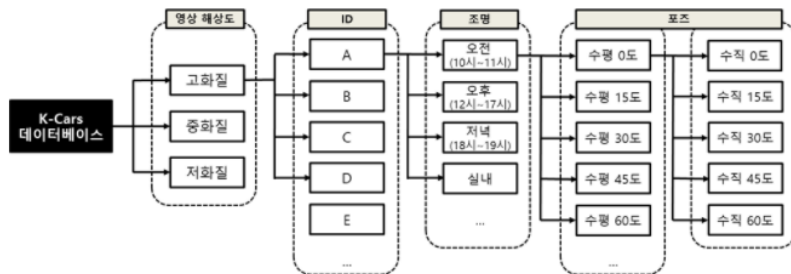 영상 해상도
ID
조명
포즈
K-Cars
데이터베이스
고화질
중화질
저화질
A
B
C
D
E
...
오전
(10시~11시)
오후
(12시~17시)
저녁
(18시~19시)
실내
...
수평 0도
수평 15도
수평 30도
수평 45도
수평 60도
...
수직 0도
수직 15도
수직 30도
수직 45도
수직 60도